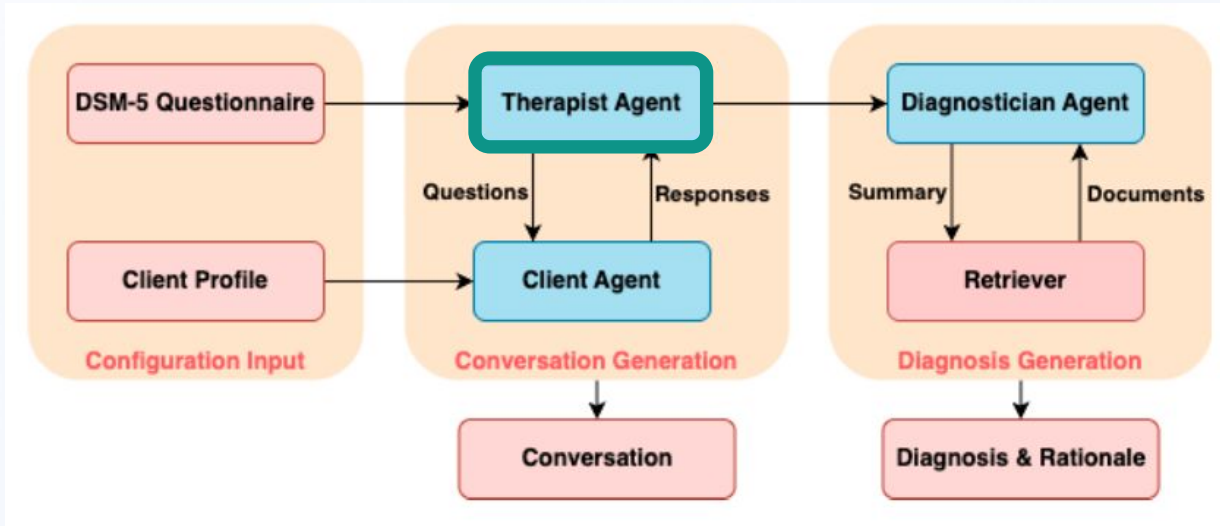 DSM-5 Questionnaire
Therapist Agent
Diagnostician Agent
Questions
Responses
Summary
Documents
Client Profile
Client Agent
Retriever
Configuration Input
Conversation Generation
Diagnosis Generation
Conversation
Diagnosis & Rationale